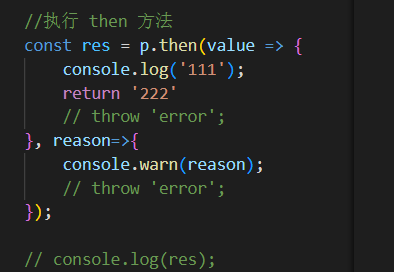 //执行 then 方法
const res = p.then(value => {
    console.log('111');
    return '222'
    // throw 'error';
}, reason=>{
    console.warn(reason);
    // throw 'error';
});
// console.log(res);